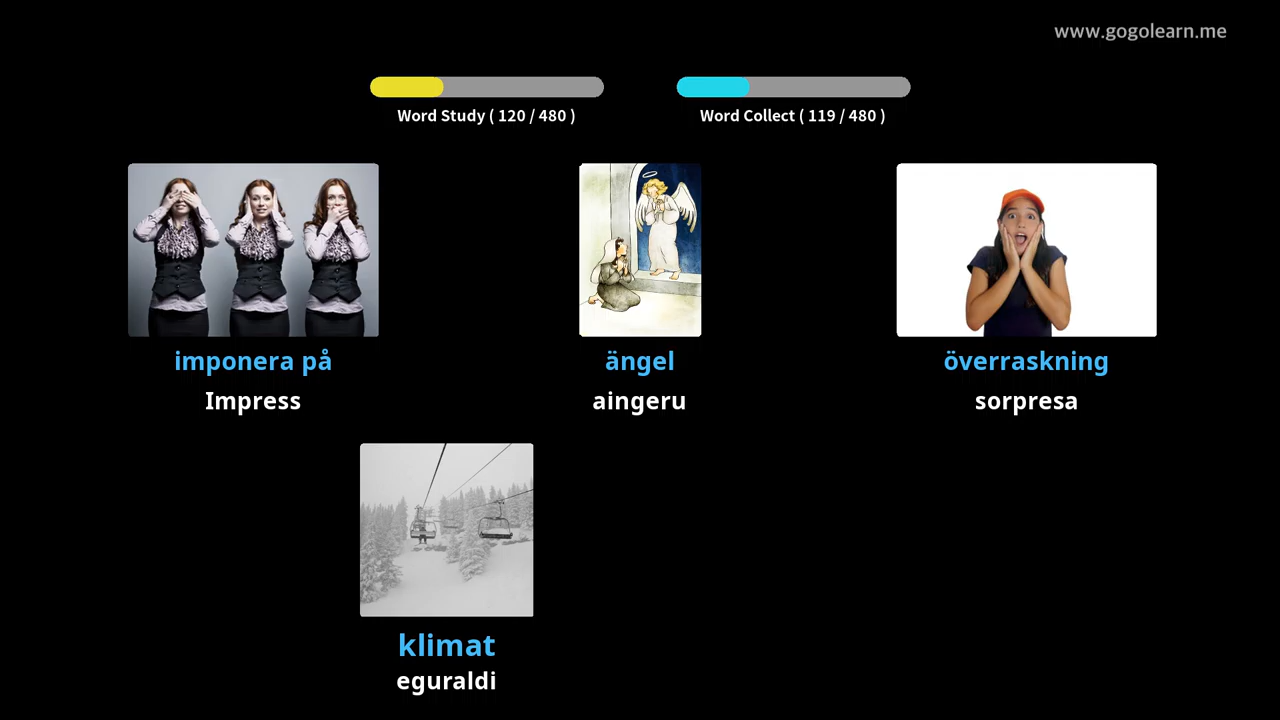 www.gogolearn.me
Word Study ( 120 / 480 )
Word Collect ( 119 / 480 )
imponera på
Impress
ängel
aingeru
överraskning
sorpresa
klimat
eguraldi